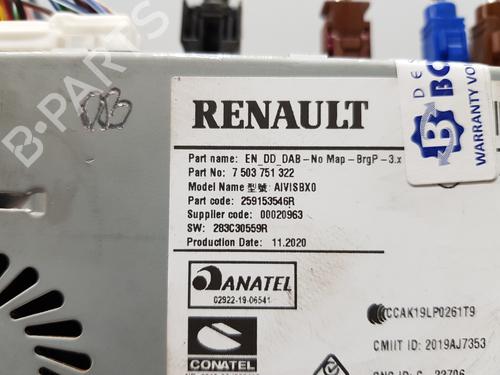 RENAULT
Part name: EN_DD_DAB-No Map-BrgP-3.x
Part No: 7 503 751 322
Model Name 型號 AIVISBX0
Part code: 259153546R
Supplier code: 00020963
SW: 283C30559R
Production Date: 11.2020
ANATEL
02922-19-06541
CCAK19LP0261T9
CMIIT ID: 2019AJ7353
CONATEL
WARRANTY VO
B-PARTS